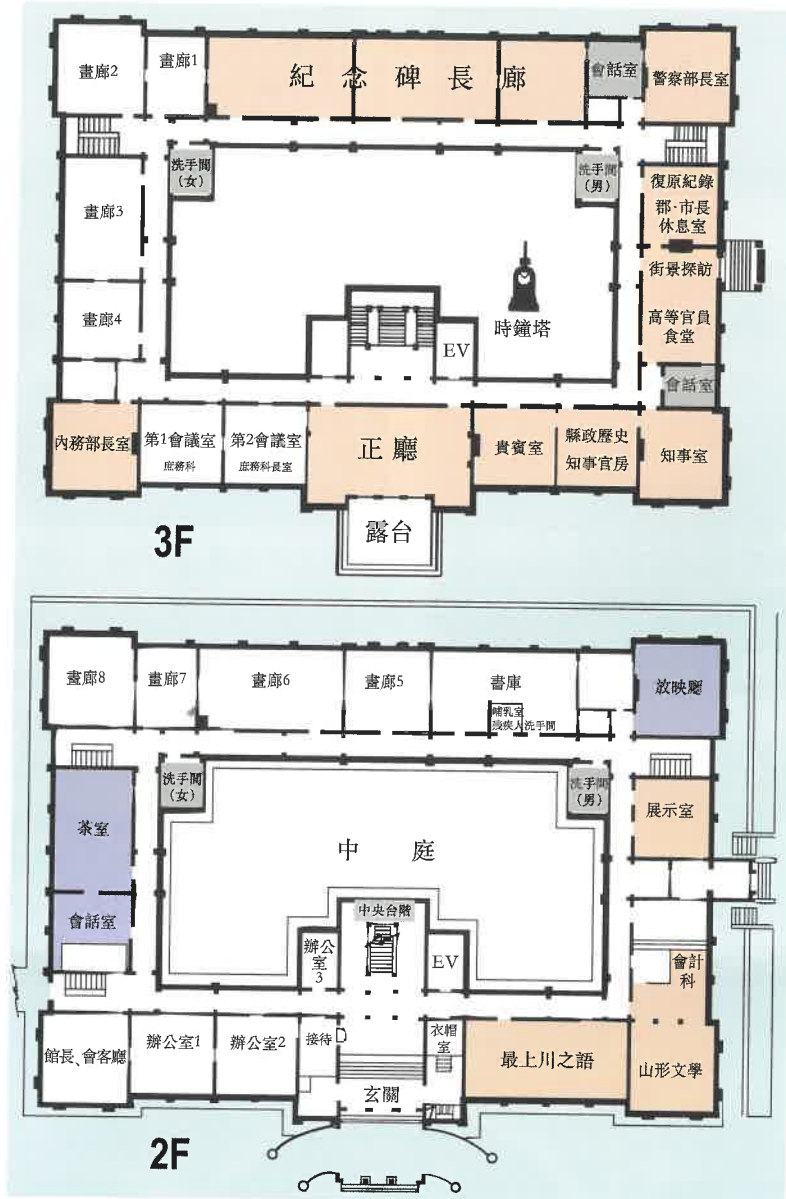 畫廊2
畫廊1
紀念碑長廊
會話室
警察部長室
洗手間
(女)
洗手間
(男)
畫廊3
復原紀錄
郡·市長
休息室
街景探訪
時鐘塔
高等官員
食堂
畫廊4
EV
會話室
內務部長室
第1會議室
庶務科
第2會議室
庶務科長室
正廳
貴賓室
縣政歷史
知事官房
知事室
露台
3F
畫廊8
畫廊7
畫廊6
畫廊5
書庫
放映廳
哺乳室
残疾人洗手間
洗手間
(女)
洗手間
(男)
展示室
茶室
中庭
中央台階
會話室
辦公
室
3
EV
會計
科
館長、會客廳
辦公室1
辦公室2
接待
衣帽
室
最上川之語
山形文學
玄關
2F